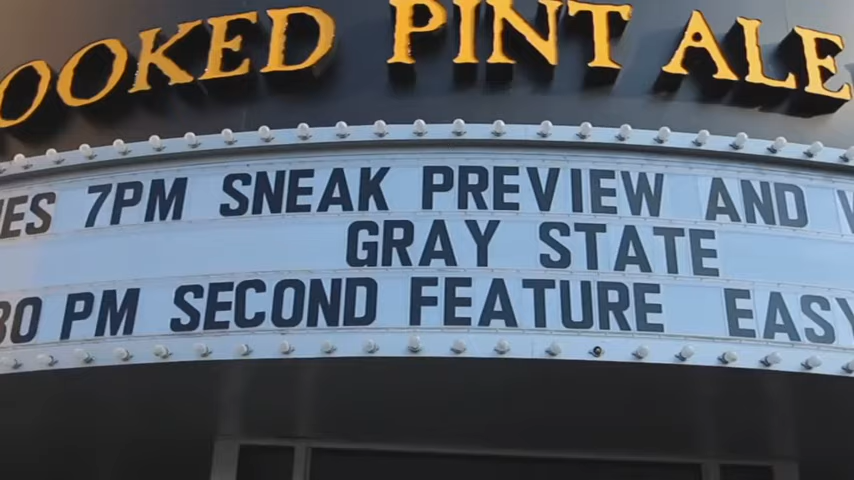 OOKED PINT ALE
ES 7PM SNEAK PREVIEW AND
GRAY STATE
30 PM SECOND FEATURE EASY